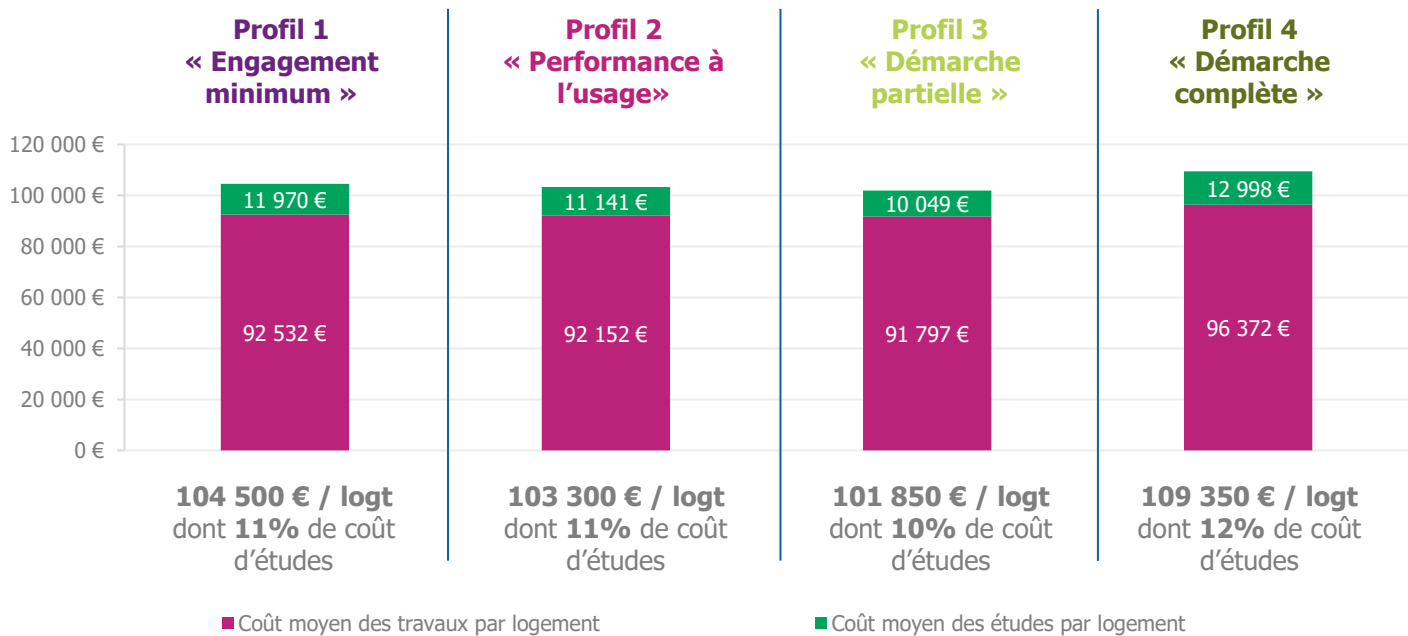 Profil 1
« Engagement
minimum »
Profil 2
« Performance à
l’usage»
Profil 3
« Démarche
partielle »
Profil 4
« Démarche
complète »
120 000 €
100 000 €
80 000 €
60 000 €
40 000 €
20 000 €
0 €
11 970 €
92 532 €
11 141 €
92 152 €
10 049 €
91 797 €
12 998 €
96 372 €
104 500 € / logt
dont 11% de coût
d’études
103 300 € / logt
dont 11% de coût
d’études
101 850 € / logt
dont 10% de coût
d’études
109 350 € / logt
dont 12% de coût
d’études
Coût moyen des travaux par logement
Coût moyen des études par logement